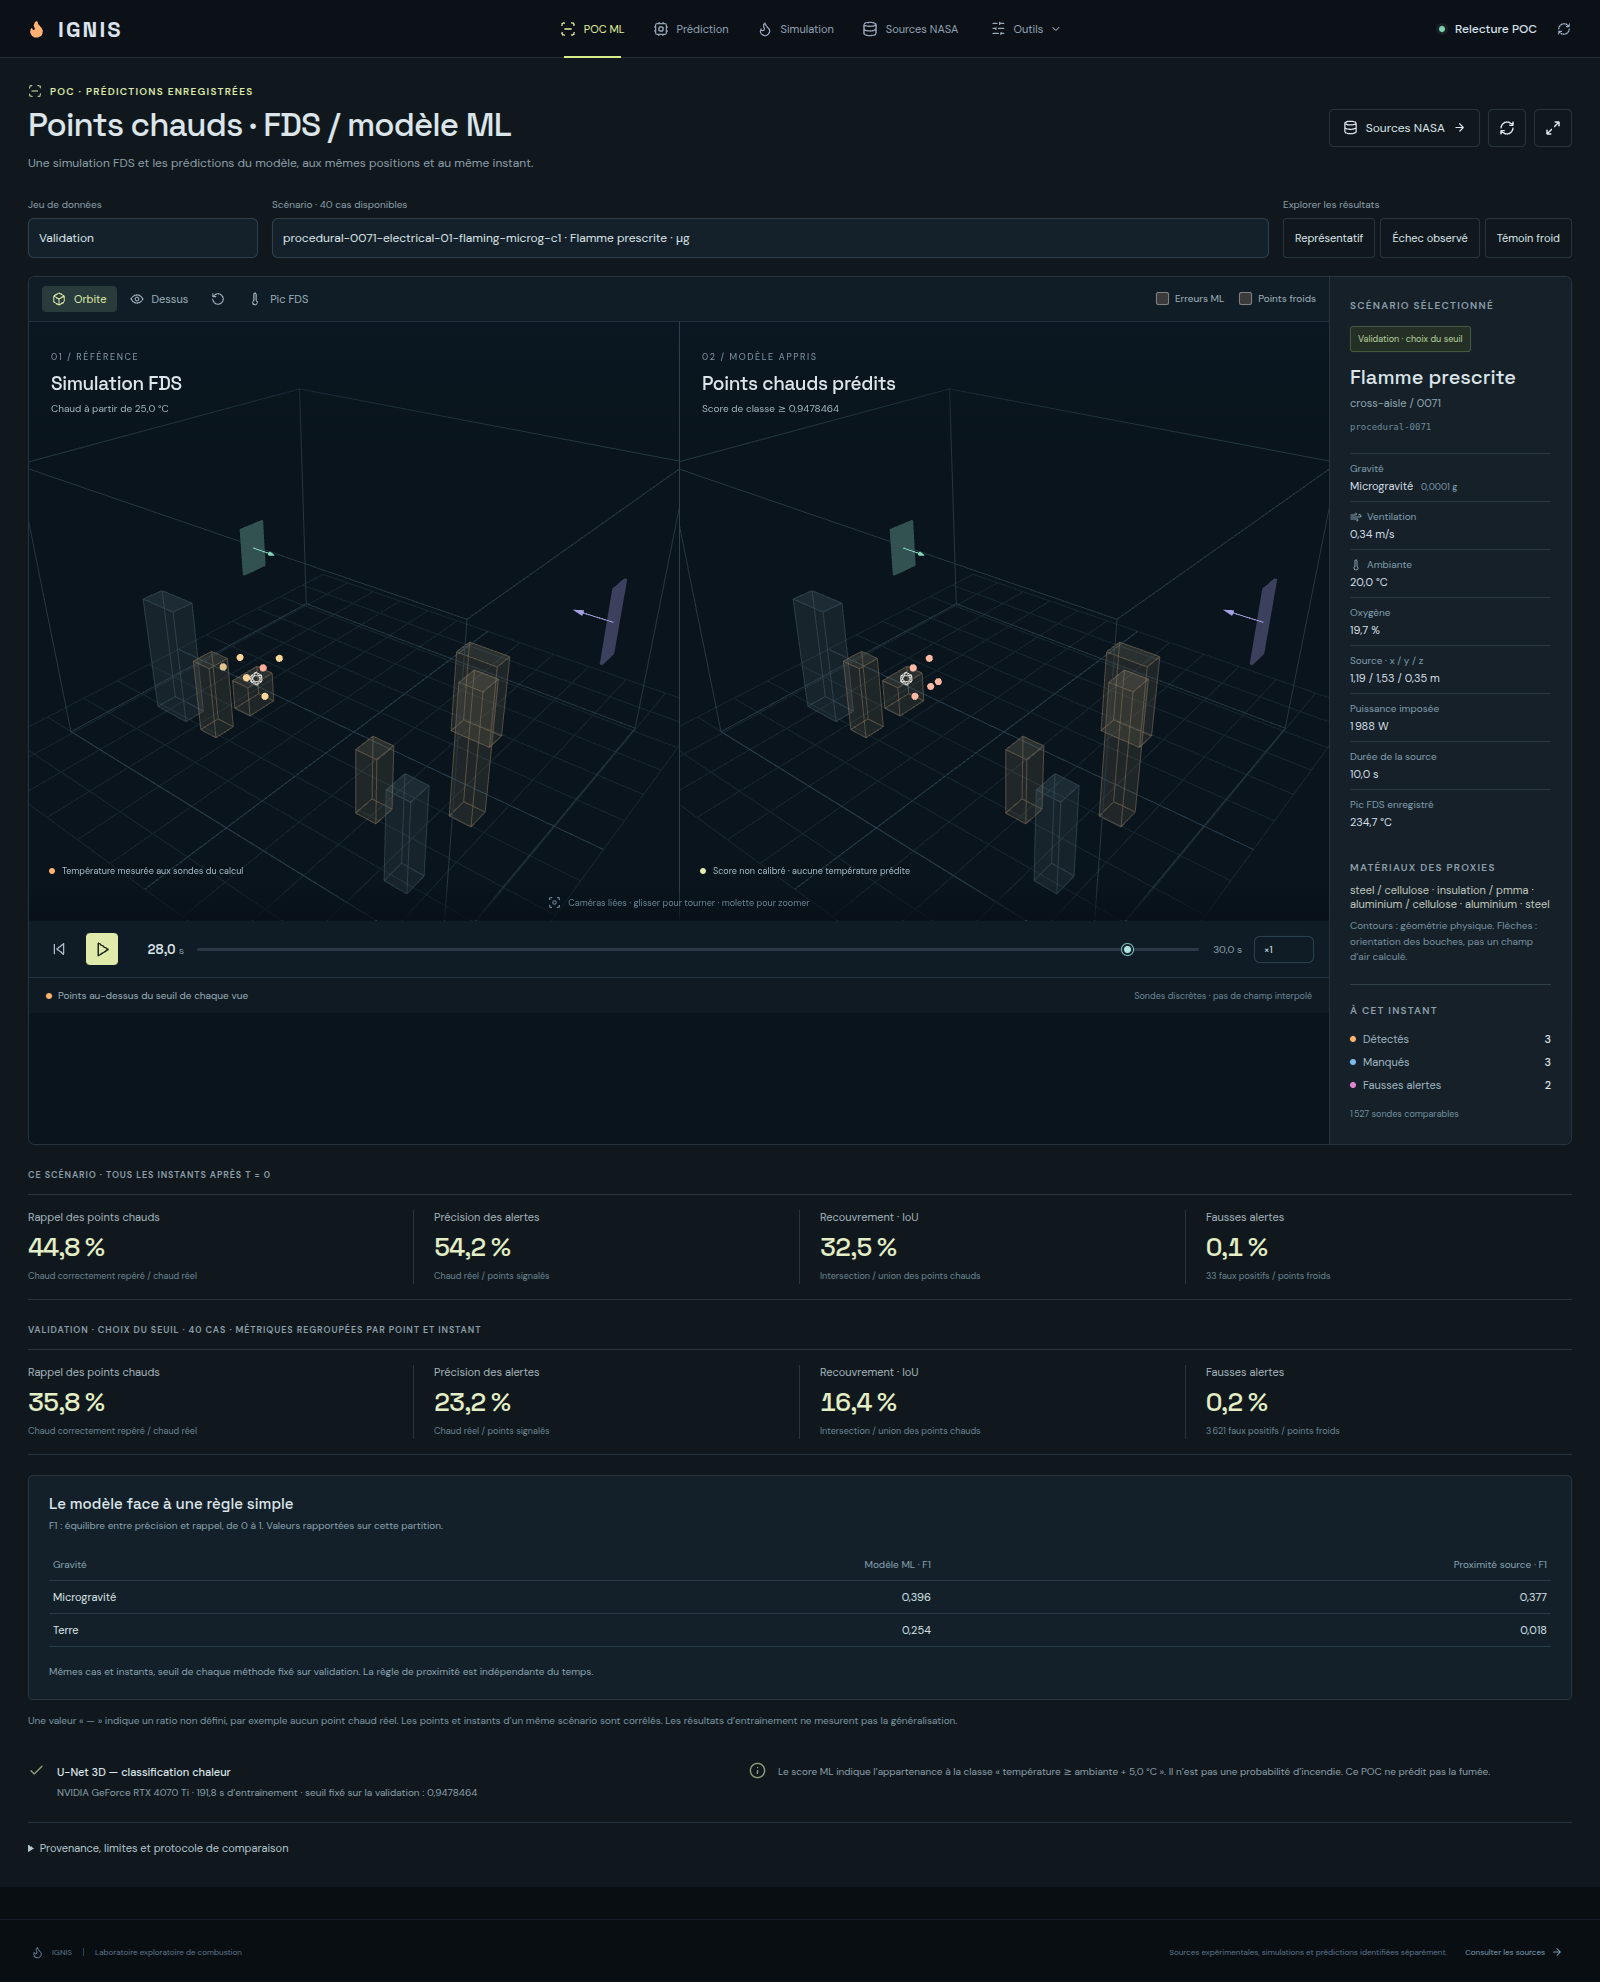 IGNIS
POC ML
Prédiction
Simulation
Sources NASA
Outils
Relecture POC
POC · PRÉDICTIONS ENREGISTRÉES
Points chauds · FDS / modèle ML
Une simulation FDS et les prédictions du modèle, aux mêmes positions et au même instant.
Sources NASA
Jeu de données
Scénario · 40 cas disponibles
Explorer les résultats
Validation
procedural-0071-electrical-01-flaming-microg-c1 · Flamme prescrite · µg
Représentatif
Échec observé
Témoin froid
Orbite
Dessus
Pic FDS
Erreurs ML
Points froids
01 / RÉFÉRENCE
Simulation FDS
Chaud à partir de 25,0 °C
02 / MODÈLE APPRIS
Points chauds prédits
Score de classe ≥ 0,9478464
Température mesurée aux sondes du calcul
Score non calibré · aucune température prédite
Caméras liées · glisser pour tourner · molette pour zoomer
28,0 s
30,0 s
×1
Points au-dessus du seuil de chaque vue
Sondes discrètes · pas de champ interpolé
SCÉNARIO SÉLECTIONNÉ
Validation · choix du seuil
Flamme prescrite
cross-aisle / 0071
procedural-0071
Gravité
Microgravité 0,0001 g
Ventilation
0,34 m/s
Ambiante
20,0 °C
Oxygène
19,7 %
Source · x / y / z
1,19 / 1,53 / 0,35 m
Puissance imposée
1 988 W
Durée de la source
10,0 s
Pic FDS enregistré
234,7 °C
MATÉRIAUX DES PROXIES
steel / cellulose · insulation / pmma ·
aluminium / cellulose · aluminium · steel
Contours : géométrie physique. Flèches :
orientation des bouches, pas un champ
d'air calculé.
À CET INSTANT
Détectés 3
Manqués 3
Fausses alertes 2
1 527 sondes comparables
CE SCÉNARIO · TOUS LES INSTANTS APRÈS T = 0
Rappel des points chauds
44,8 %
Chaud correctement repéré / chaud réel
Précision des alertes
54,2 %
Chaud réel / points signalés
Recouvrement · IoU
32,5 %
Intersection / union des points chauds
Fausses alertes
0,1 %
33 faux positifs / points froids
VALIDATION · CHOIX DU SEUIL · 40 CAS · MÉTRIQUES REGROUPÉES PAR POINT ET INSTANT
Rappel des points chauds
35,8 %
Chaud correctement repéré / chaud réel
Précision des alertes
23,2 %
Chaud réel / points signalés
Recouvrement · IoU
16,4 %
Intersection / union des points chauds
Fausses alertes
0,2 %
3 621 faux positifs / points froids
Le modèle face à une règle simple
F1 : équilibre entre précision et rappel, de 0 à 1. Valeurs rapportées sur cette partition.
Gravité Modèle ML · F1 Proximité source · F1
Microgravité 0,396 0,377
Terre 0,254 0,018
Mêmes cas et instants, seuil de chaque méthode fixé sur validation. La règle de proximité est indépendante du temps.
Une valeur « — » indique un ratio non défini, par exemple aucun point chaud réel. Les points et instants d'un même scénario sont corrélés. Les résultats d'entraînement ne mesurent pas la généralisation.
U-Net 3D — classification chaleur
NVIDIA GeForce RTX 4070 Ti · 191,8 s d'entraînement · seuil fixé sur la validation : 0,9478464
Le score ML indique l'appartenance à la classe « température ≥ ambiante + 5,0 °C ». Il n'est pas une probabilité d'incendie. Ce POC ne prédit pas la fumée.
Provenance, limites et protocole de comparaison
IGNIS
Laboratoire exploratoire de combustion
Sources expérimentales, simulations et prédictions identifiées séparément.
Consulter les sources